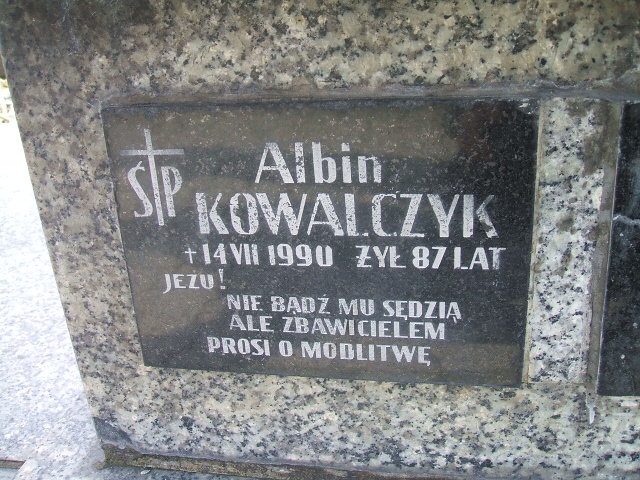 ŚP
Albin
KOWALCZYK
+14 VII 1990 ŻYŁ 87 LAT
JEZU!
NIE BĄDŹ MU SĘDZIĄ
ALE ZBAWICIELEM
PROSI O MODLITWĘ